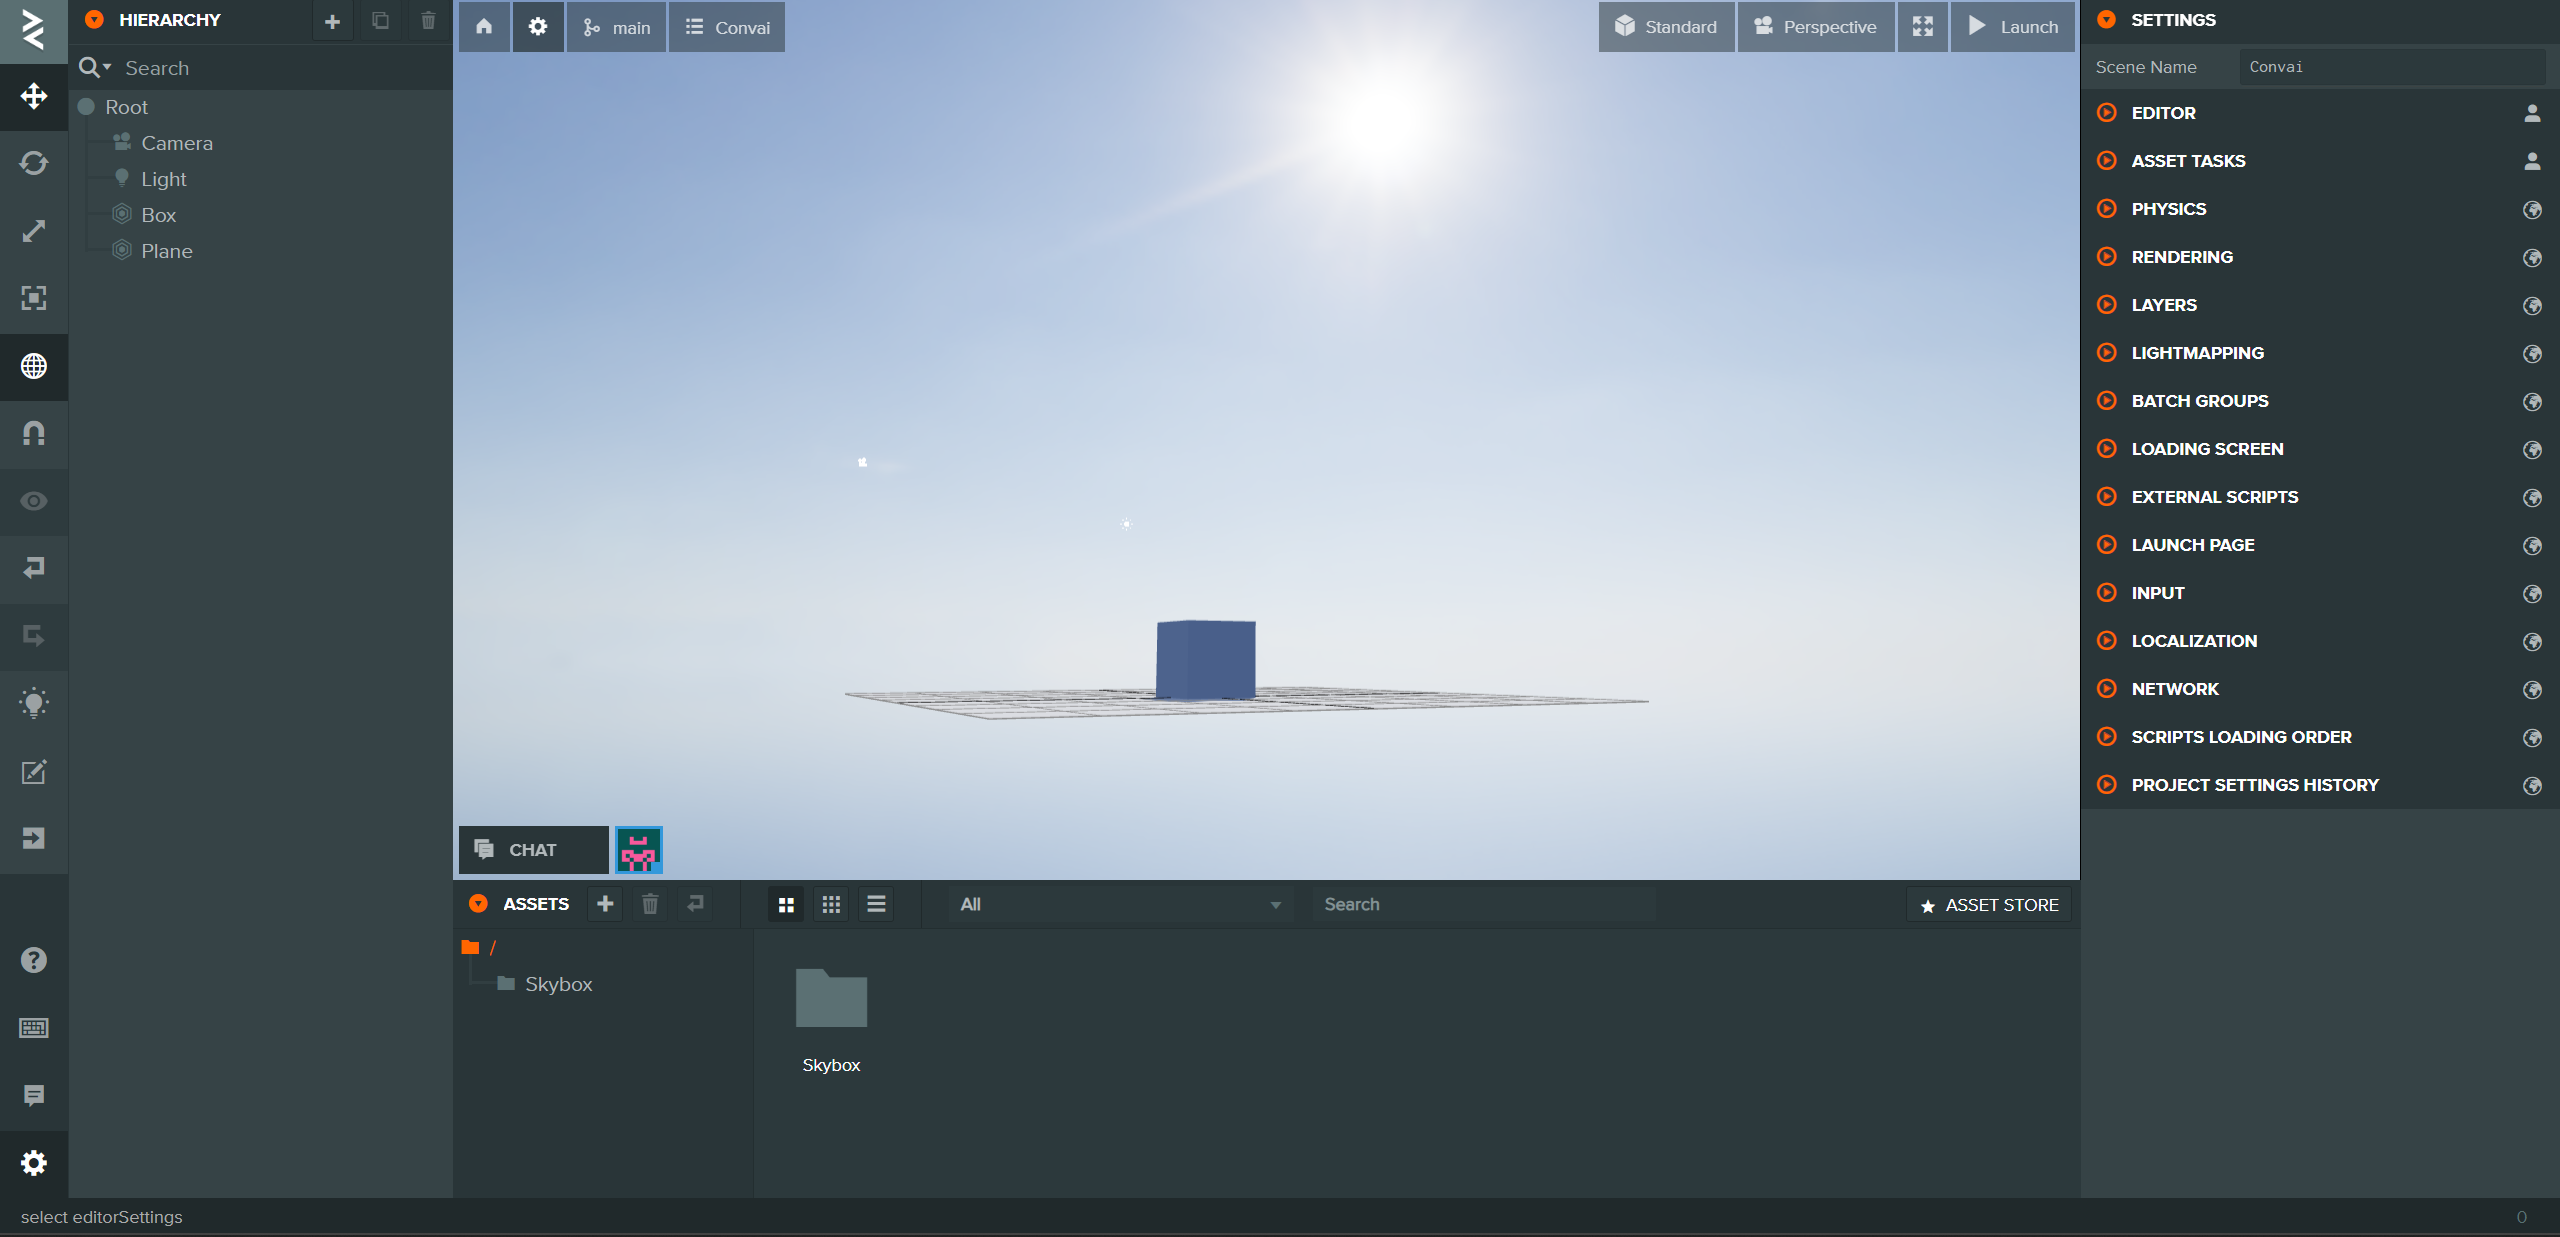 HIERARCHY
Search
Root
Camera
Light
Box
Plane
main
Convai
Standard
Perspective
Launch
CHAT
ASSETS
All
Search
ASSET STORE
/
Skybox
Skybox
SETTINGS
Scene Name
Convai
EDITOR
ASSET TASKS
PHYSICS
RENDERING
LAYERS
LIGHTMAPPING
BATCH GROUPS
LOADING SCREEN
EXTERNAL SCRIPTS
LAUNCH PAGE
INPUT
LOCALIZATION
NETWORK
SCRIPTS LOADING ORDER
PROJECT SETTINGS HISTORY
select editorSettings
0